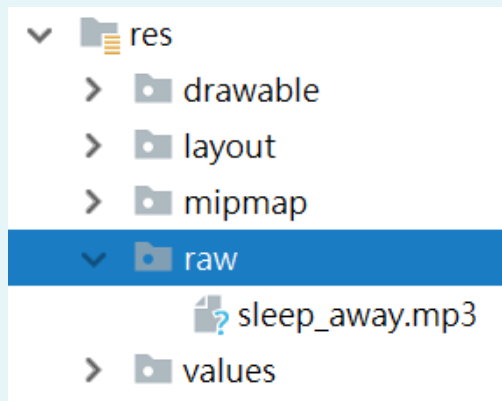 res
drawable
layout
mipmap
raw
sleep_away.mp3
values